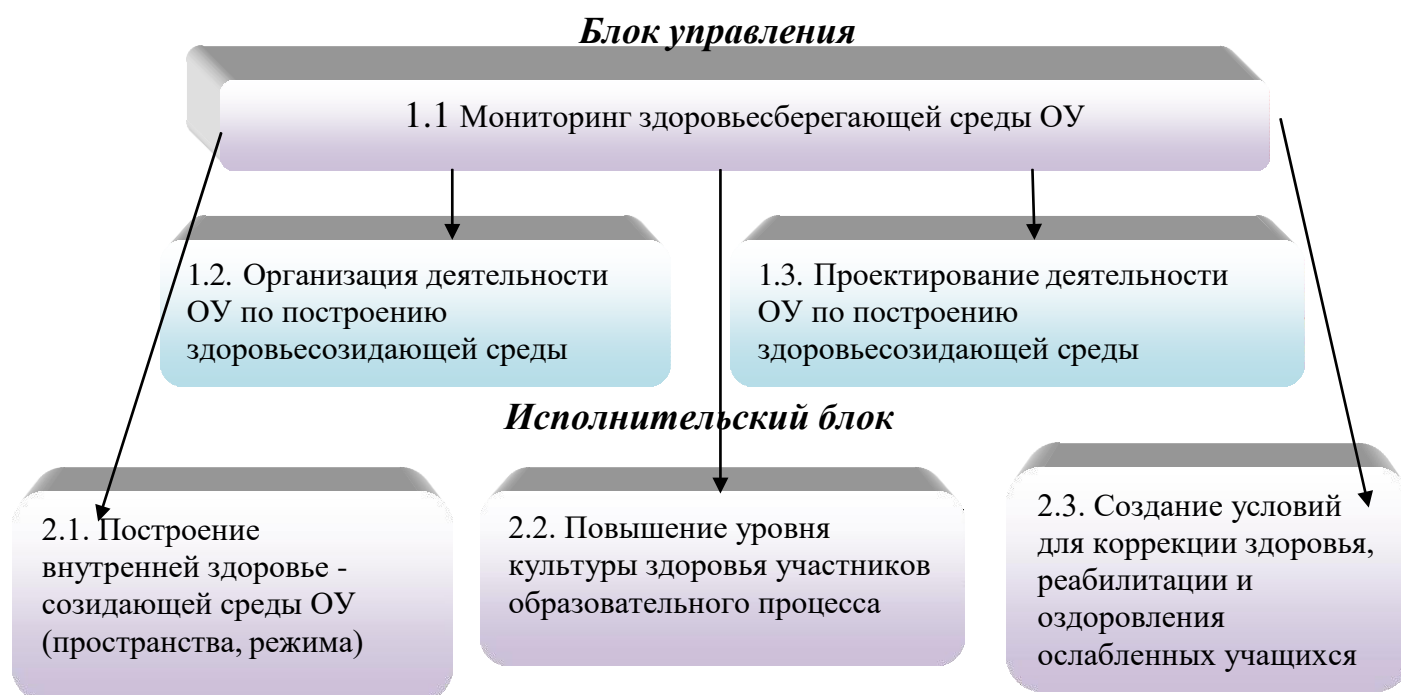 Блок управления
1.1 Мониторинг здоровьесберегающей среды ОУ
1.2. Организация деятельности
ОУ по построению
здоровьесозидающей среды
1.3. Проектирование деятельности
ОУ по построению
здоровьесозидающей среды
Исполнительский блок
2.1. Построение
внутренней здоровье -
созидающей среды ОУ
(пространства, режима)
2.2. Повышение уровня
культуры здоровья участников
образовательного процесса
2.3. Создание условий
для коррекции здоровья,
реабилитации и
оздоровления
ослабленных учащихся